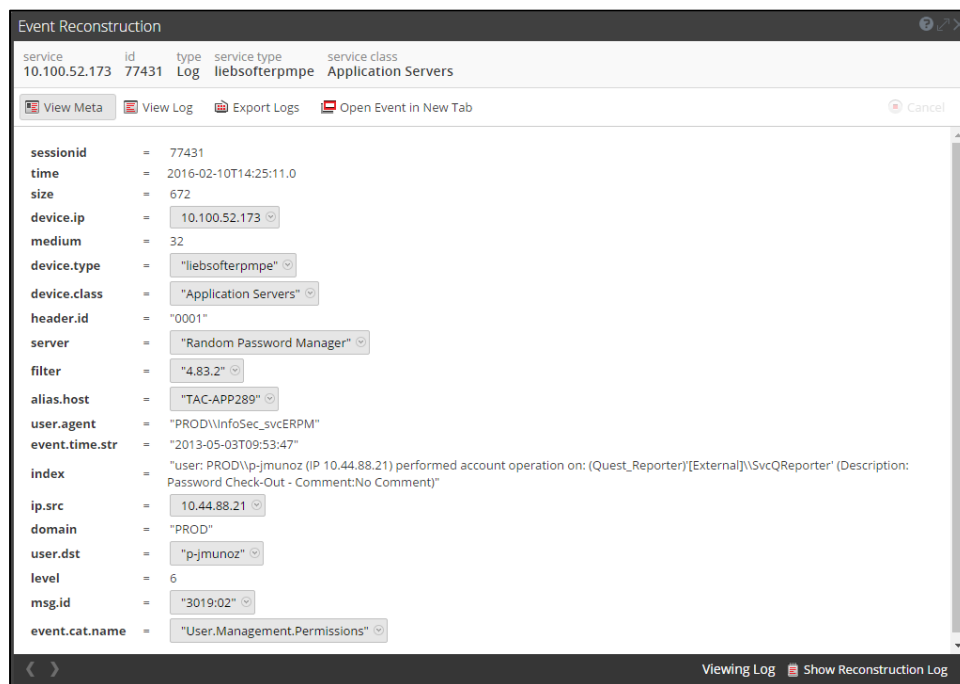 Event Reconstruction
service id type service type service class
10.100.52.173 77431 Log liebsofterpmpe Application Servers
View Meta View Log Export Logs Open Event in New Tab Cancel
sessionid = 77431
time = 2016-02-10T14:25:11.0
size = 672
device.ip = 10.100.52.173
medium = 32
device.type = "liebsofterpmpe"
device.class = "Application Servers"
header.id = "0001"
server = "Random Password Manager"
filter = "4.83.2"
alias.host = "TAC-APP289"
user.agent = "PROD\\InfoSec_svcERPM"
event.time.str = "2013-05-03T09:53:47"
index = "user: PROD\\p-jmunoz (IP 10.44.88.21) performed account operation on: (Quest_Reporter)'[External]\\SvcQReporter' (Description:
Password Check-Out - Comment:No Comment)"
ip.src = 10.44.88.21
domain = "PROD"
user.dst = "p-jmunoz"
level = 6
msg.id = "3019:02"
event.cat.name = "User.Management.Permissions"
Viewing Log Show Reconstruction Log